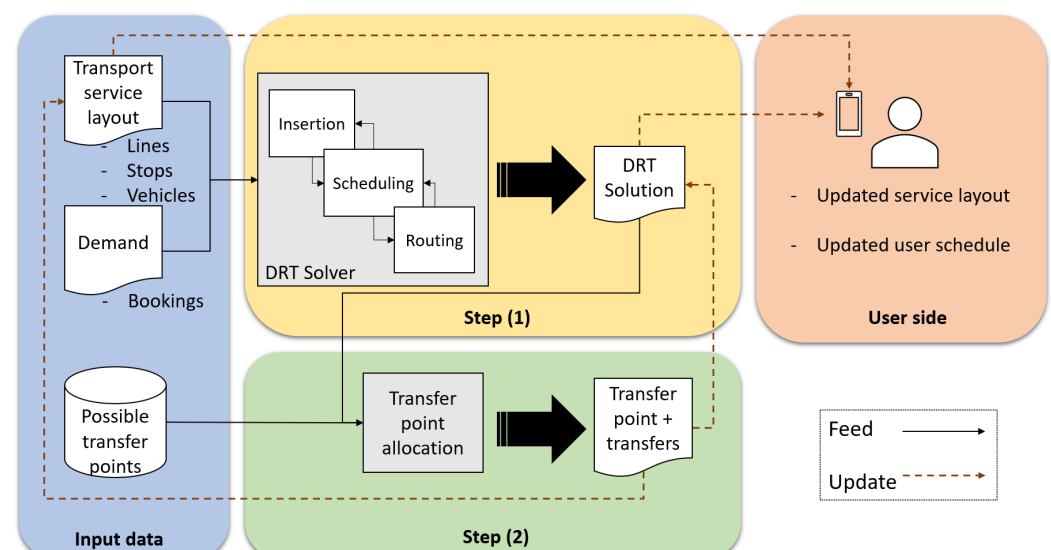 Transport
service
layout
- Lines
- Stops
- Vehicles
Demand
- Bookings
Possible
transfer
points
Input data
Insertion
Scheduling
Routing
DRT Solver
DRT
Solution
Step (1)
Transfer
point
allocation
Transfer
point +
transfers
Step (2)
- Updated service layout
- Updated user schedule
User side
Feed
Update